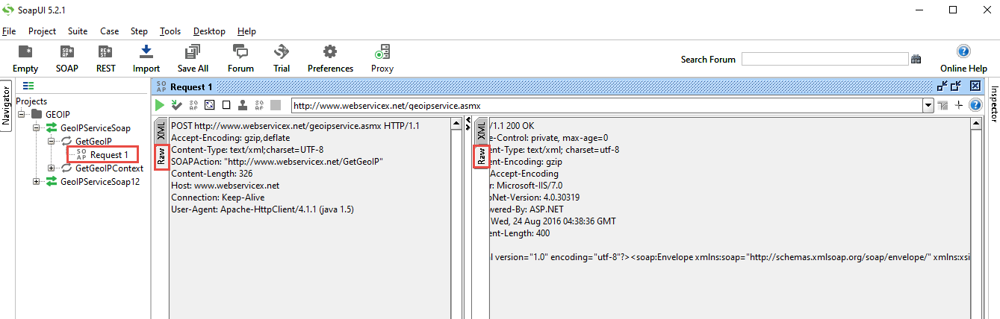 SoapUI 5.2.1
File Project Suite Case Step Tools Desktop Help
Empty SOAP REST Import Save All Forum Trial Preferences Proxy
Search Forum
Online Help
Navigator
Projects
GEOIP
GeoIPServiceSoap
GetGeoIP
SO AP Request 1
GetGeoIPContext
GeoIPServiceSoap12
SO AP Request 1
http://www.webservicex.net/geoipservice.asmx
XML
Raw
POST http://www.webservicex.net/geoipservice.asmx HTTP/1.1
Accept-Encoding: gzip,deflate
Content-Type: text/xml;charset=UTF-8
SOAPAction: "http://www.webservicex.net/GetGeoIP"
Content-Length: 326
Host: www.webservicex.net
Connection: Keep-Alive
User-Agent: Apache-HttpClient/4.1.1 (java 1.5)
XML
Raw
/1.1 200 OK
e-Control: private, max-age=0
ent-Type: text/xml; charset=utf-8
ent-Encoding: gzip
Accept-Encoding
r: Microsoft-IIS/7.0
Net-Version: 4.0.30319
wered-By: ASP.NET
Wed, 24 Aug 2016 04:38:36 GMT
ent-Length: 400
l version="1.0" encoding="utf-8"?><soap:Envelope xmlns:soap="http://schemas.xmlsoap.org/soap/envelope/" xmlns:xsi
Inspector